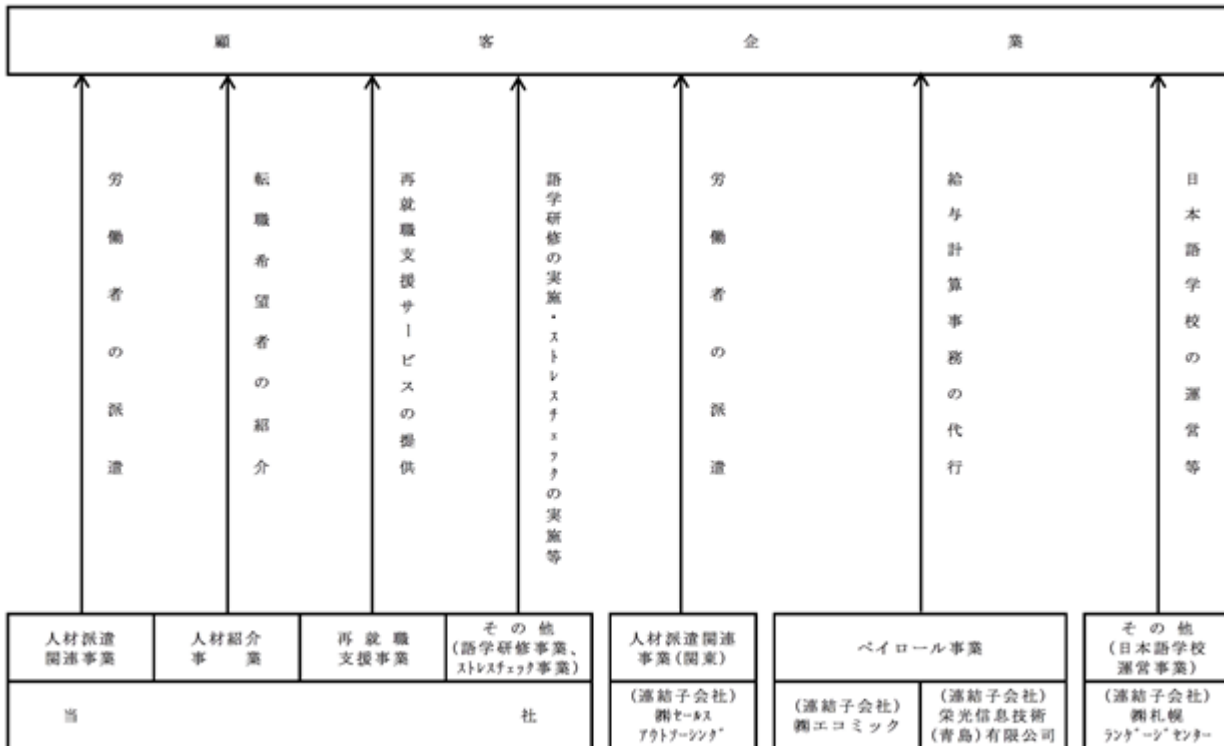 顧客企業
労働者の派遣
転職希望者の紹介
再就職支援サービスの提供
語学研修の実施・ストレスチェックの実施等
労働者の派遣
給与計算事務の代行
日本語学校の運営等
人材派遣
関連事業
人材紹介
事業
再就職
支援事業
その他
(語学研修事業、
ストレスチェック事業)
当社
人材派遣関連
事業(関東)
(連結子会社)
㈱セールス
アウトソーシング
ペイロール事業
(連結子会社)
㈱エコミック
(連結子会社)
栄光信息技術
(青島)有限公司
その他
(日本語学校
運営事業)
(連結子会社)
㈱札幌
ランゲージセンター